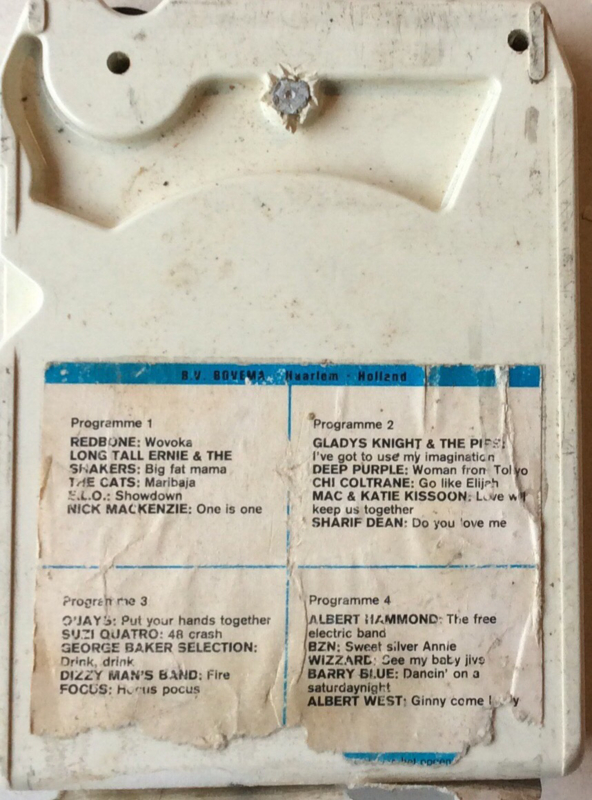 B.V. BOVEMA - Haarlem - Holland
Programme 1
REDBONE: Wovoka
LONG TALL ERNIE & THE
SHAKERS: Big fat mama
THE CATS: Maribaja
E.L.O.: Showdown
NICK MACKENZIE: One is one
Programme 2
GLADYS KNIGHT & THE PIPS:
I've got to use my imagination
DEEP PURPLE: Woman from Tokyo
CHI COLTRANE: Go like Elijah
MAC & KATIE KISSOON: Love will
keep us together
SHARIF DEAN: Do you love me
Programme 3
O'JAYS: Put your hands together
SUZI QUATRO: 48 crash
GEORGE BAKER SELECTION:
Drink, drink
DIZZY MAN'S BAND: Fire
FOCUS: Hocus pocus
Programme 4
ALBERT HAMMOND: The free
electric band
BZN: Sweet silver Annie
WIZZARD: See my baby jive
BARRY BLUE: Dancin' on a
saturdaynight
ALBERT WEST: Ginny come lately